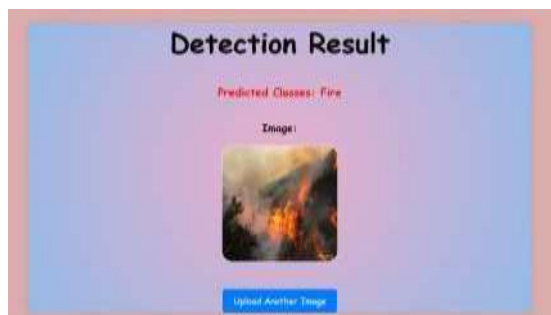 Detection Result
Predicted Classes: Fire
Image:
Upload Another Image